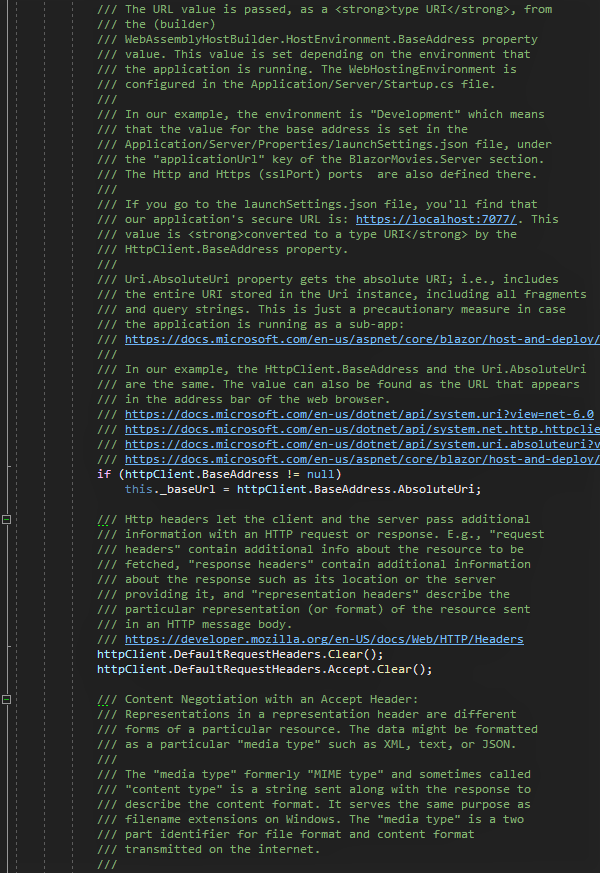 /// The URL value is passed, as a <strong>type URI</strong>, from
/// the (builder)
/// WebAssemblyHostBuilder.HostEnvironment.BaseAddress property
/// value. This value is set depending on the environment that
/// the application is running. The WebHostingEnvironment is
/// configured in the Application/Server/Startup.cs file.
///
/// In our example, the environment is "Development" which means
/// that the value for the base address is set in the
/// Application/Server/Properties/launchSettings.json file, under
/// the "applicationUrl" key of the BlazorMovies.Server section.
/// The Http and Https (sslPort) ports  are also defined there.
///
/// If you go to the launchSettings.json file, you'll find that
/// our application's secure URL is: https://localhost:7077/. This
/// value is <strong>converted to a type URI</strong> by the
/// HttpClient.BaseAddress property.
///
/// Uri.AbsoluteUri property gets the absolute URI; i.e., includes
/// the entire URI stored in the Uri instance, including all fragments
/// and query strings. This is just a precautionary measure in case
/// the application is running as a sub-app:
/// https://docs.microsoft.com/en-us/aspnet/core/blazor/host-and-deploy/
///
/// In our example, the HttpClient.BaseAddress and the Uri.AbsoluteUri
/// are the same. The value can also be found as the URL that appears
/// in the address bar of the web browser.
/// https://docs.microsoft.com/en-us/dotnet/api/system.uri?view=net-6.0
/// https://docs.microsoft.com/en-us/dotnet/api/system.net.http.httpclie
/// https://docs.microsoft.com/en-us/dotnet/api/system.uri.absoluteuri?v
/// https://docs.microsoft.com/en-us/aspnet/core/blazor/host-and-deploy/
if (httpClient.BaseAddress != null)
    this._baseUrl = httpClient.BaseAddress.AbsoluteUri;
/// Http headers let the client and the server pass additional
/// information with an HTTP request or response. E.g., "request
/// headers" contain additional info about the resource to be
/// fetched, "response headers" contain additional information
/// about the response such as its location or the server
/// providing it, and "representation headers" describe the
/// particular representation (or format) of the resource sent
/// in an HTTP message body.
/// https://developer.mozilla.org/en-US/docs/Web/HTTP/Headers
httpClient.DefaultRequestHeaders.Clear();
httpClient.DefaultRequestHeaders.Accept.Clear();
/// Content Negotiation with an Accept Header:
/// Representations in a representation header are different
/// forms of a particular resource. The data might be formatted
/// as a particular "media type" such as XML, text, or JSON.
///
/// The "media type" formerly "MIME type" and sometimes called
/// "content type" is a string sent along with the response to
/// describe the content format. It serves the same purpose as
/// filename extensions on Windows. The "media type" is a two
/// part identifier for file format and content format
/// transmitted on the internet.
///